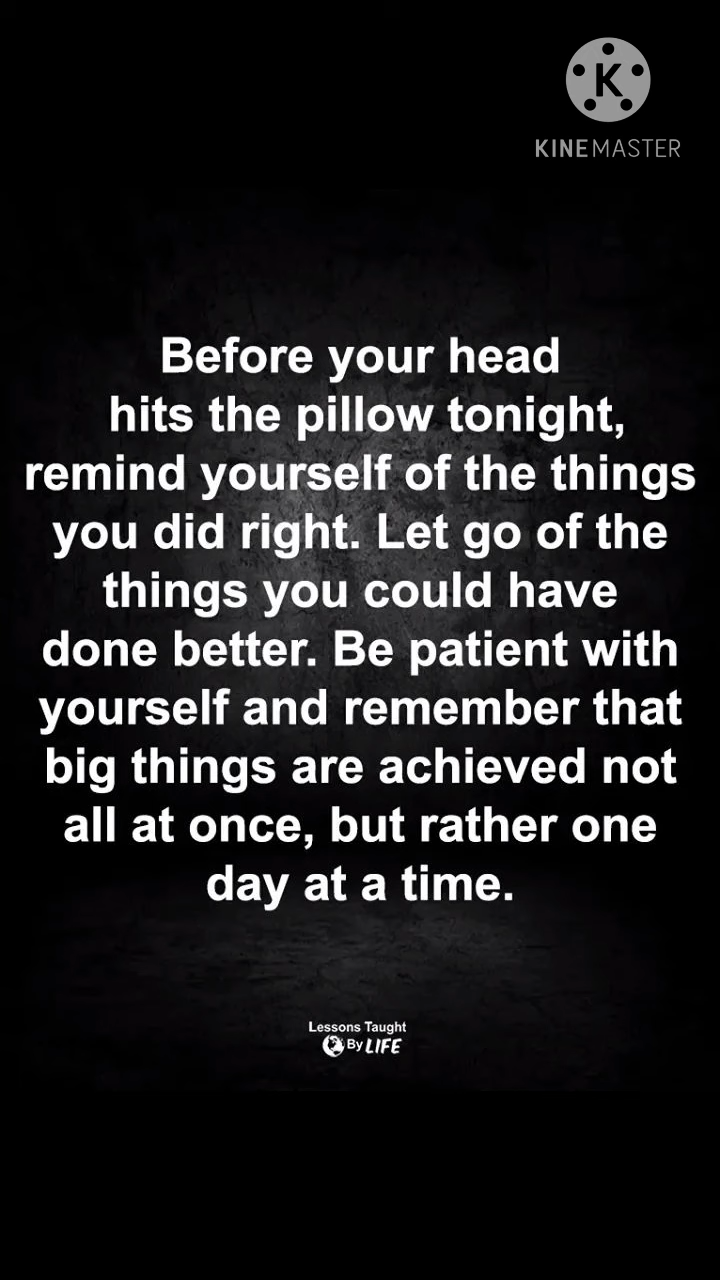 K
KINEMASTER
Before your head
hits the pillow tonight,
remind yourself of the things
you did right. Let go of the
things you could have
done better. Be patient with
yourself and remember that
big things are achieved not
all at once, but rather one
day at a time.
Lessons Taught
By LIFE